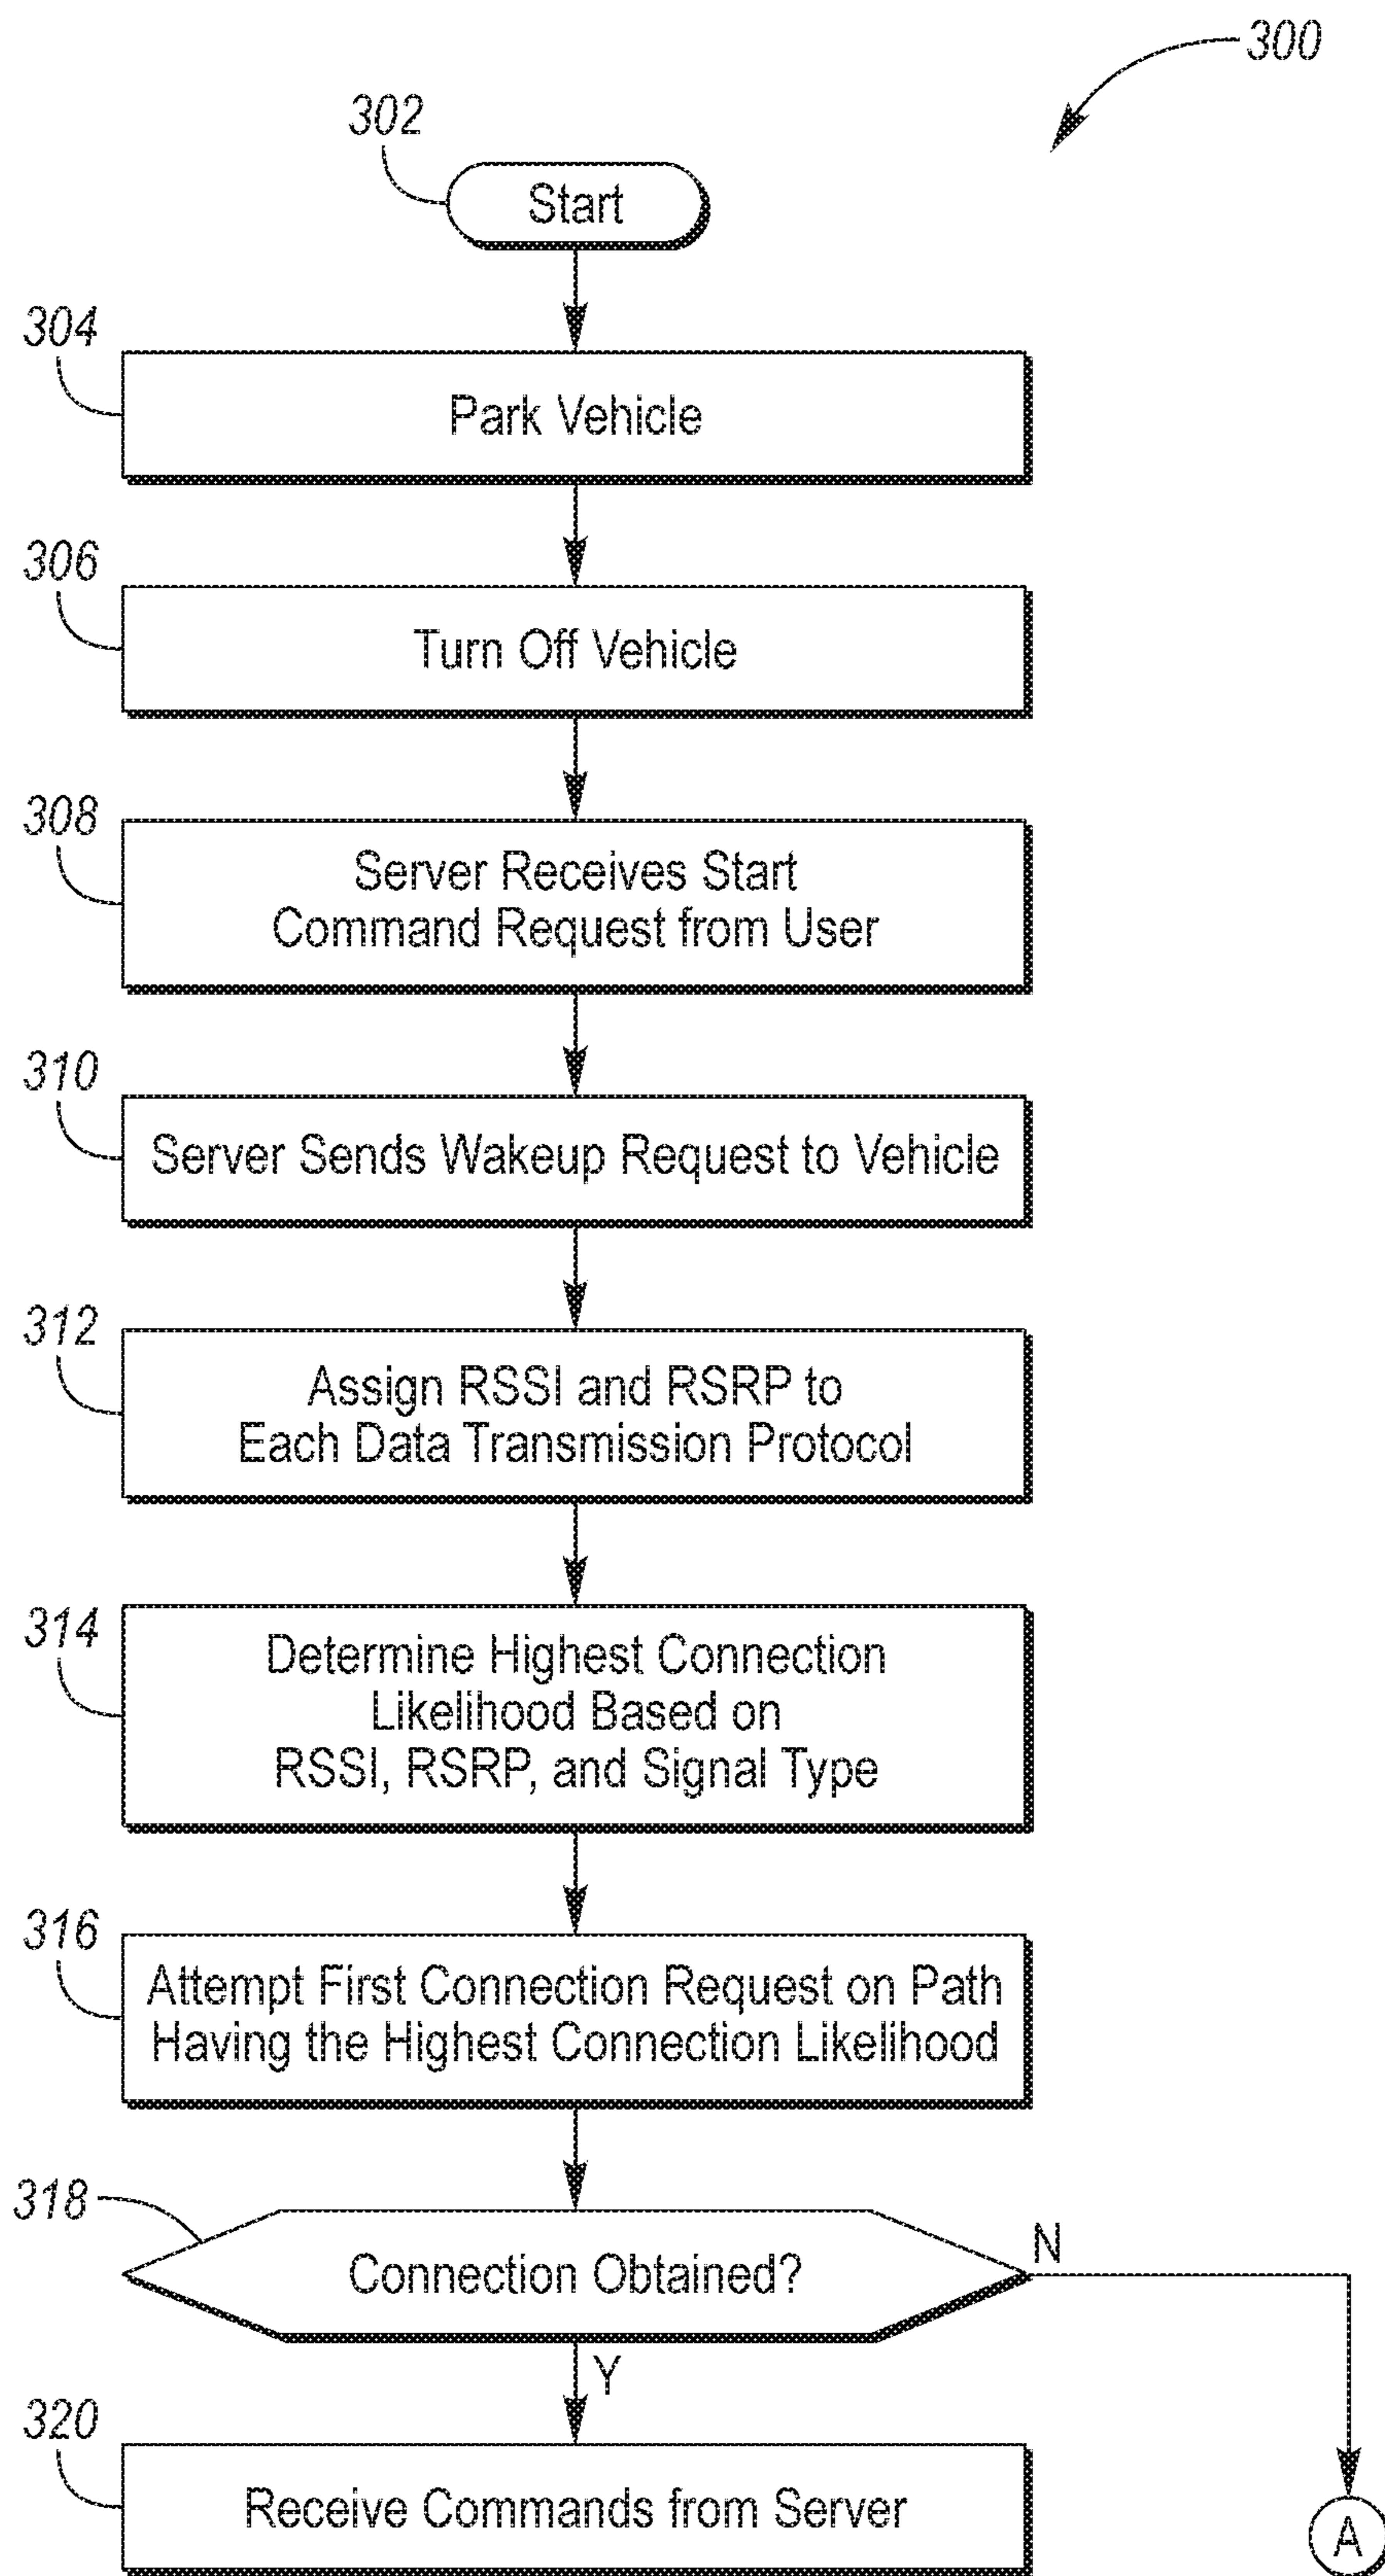 300
302
Start
304
Park Vehicle
306
Turn Off Vehicle
308
Server Receives Start
Command Request from User
310
Server Sends Wakeup Request to Vehicle
312
Assign RSSI and RSRP to
Each Data Transmission Protocol
314
Determine Highest Connection
Likelihood Based on
RSSI, RSRP, and Signal Type
316
Attempt First Connection Request on Path
Having the Highest Connection Likelihood
318
Connection Obtained?
N
Y
320
Receive Commands from Server
A